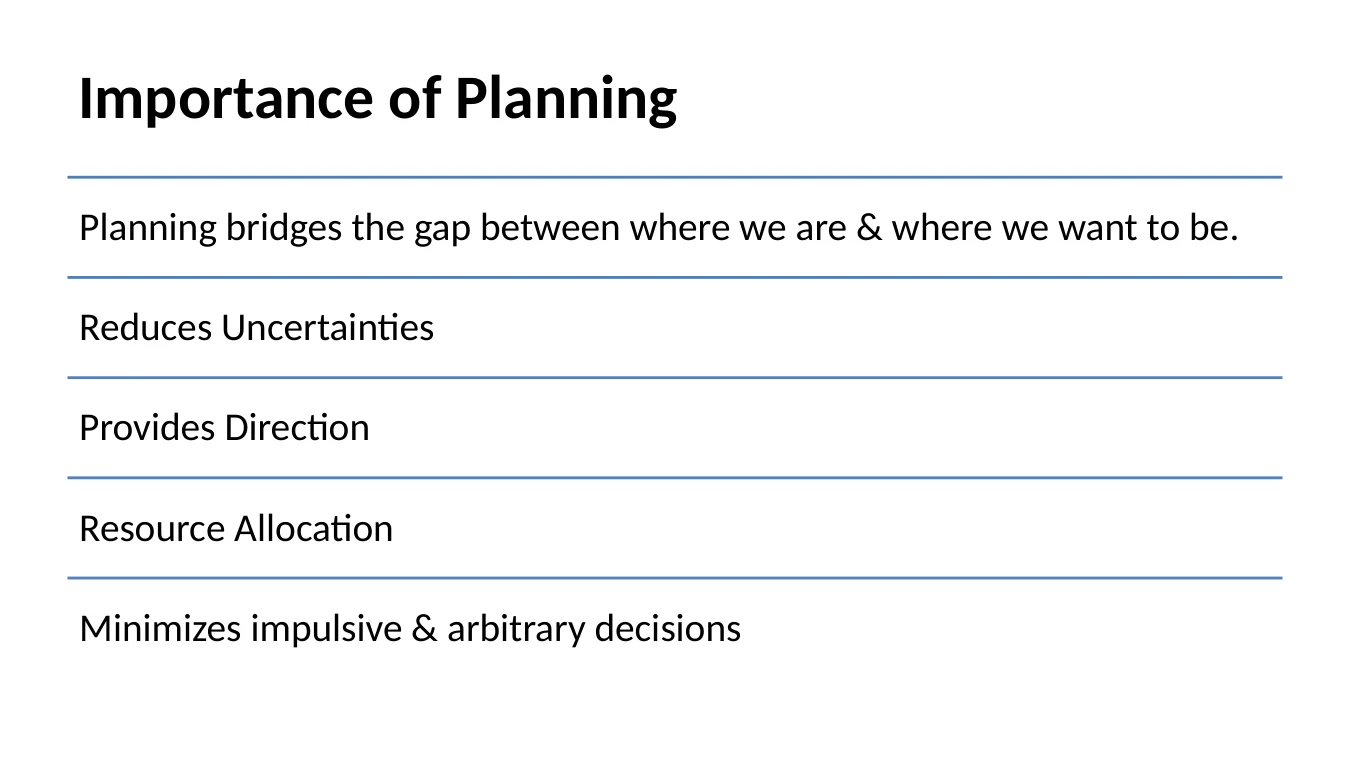 Importance of Planning
Planning bridges the gap between where we are & where we want to be.
Reduces Uncertainties
Provides Direction
Resource Allocation
Minimizes impulsive & arbitrary decisions